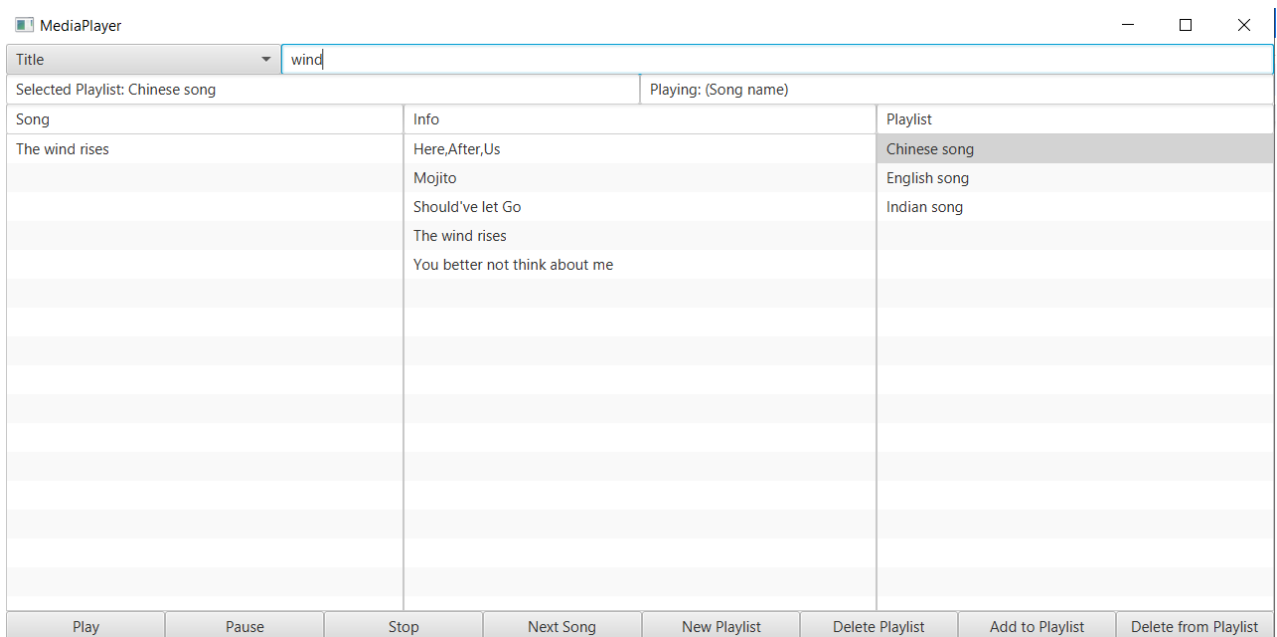 MediaPlayer
Title wind
Selected Playlist: Chinese song Playing: (Song name)
Song Info Playlist
The wind rises Here,After,Us Chinese song
Mojito English song
Should've let Go Indian song
The wind rises
You better not think about me
Play Pause Stop Next Song New Playlist Delete Playlist Add to Playlist Delete from Playlist